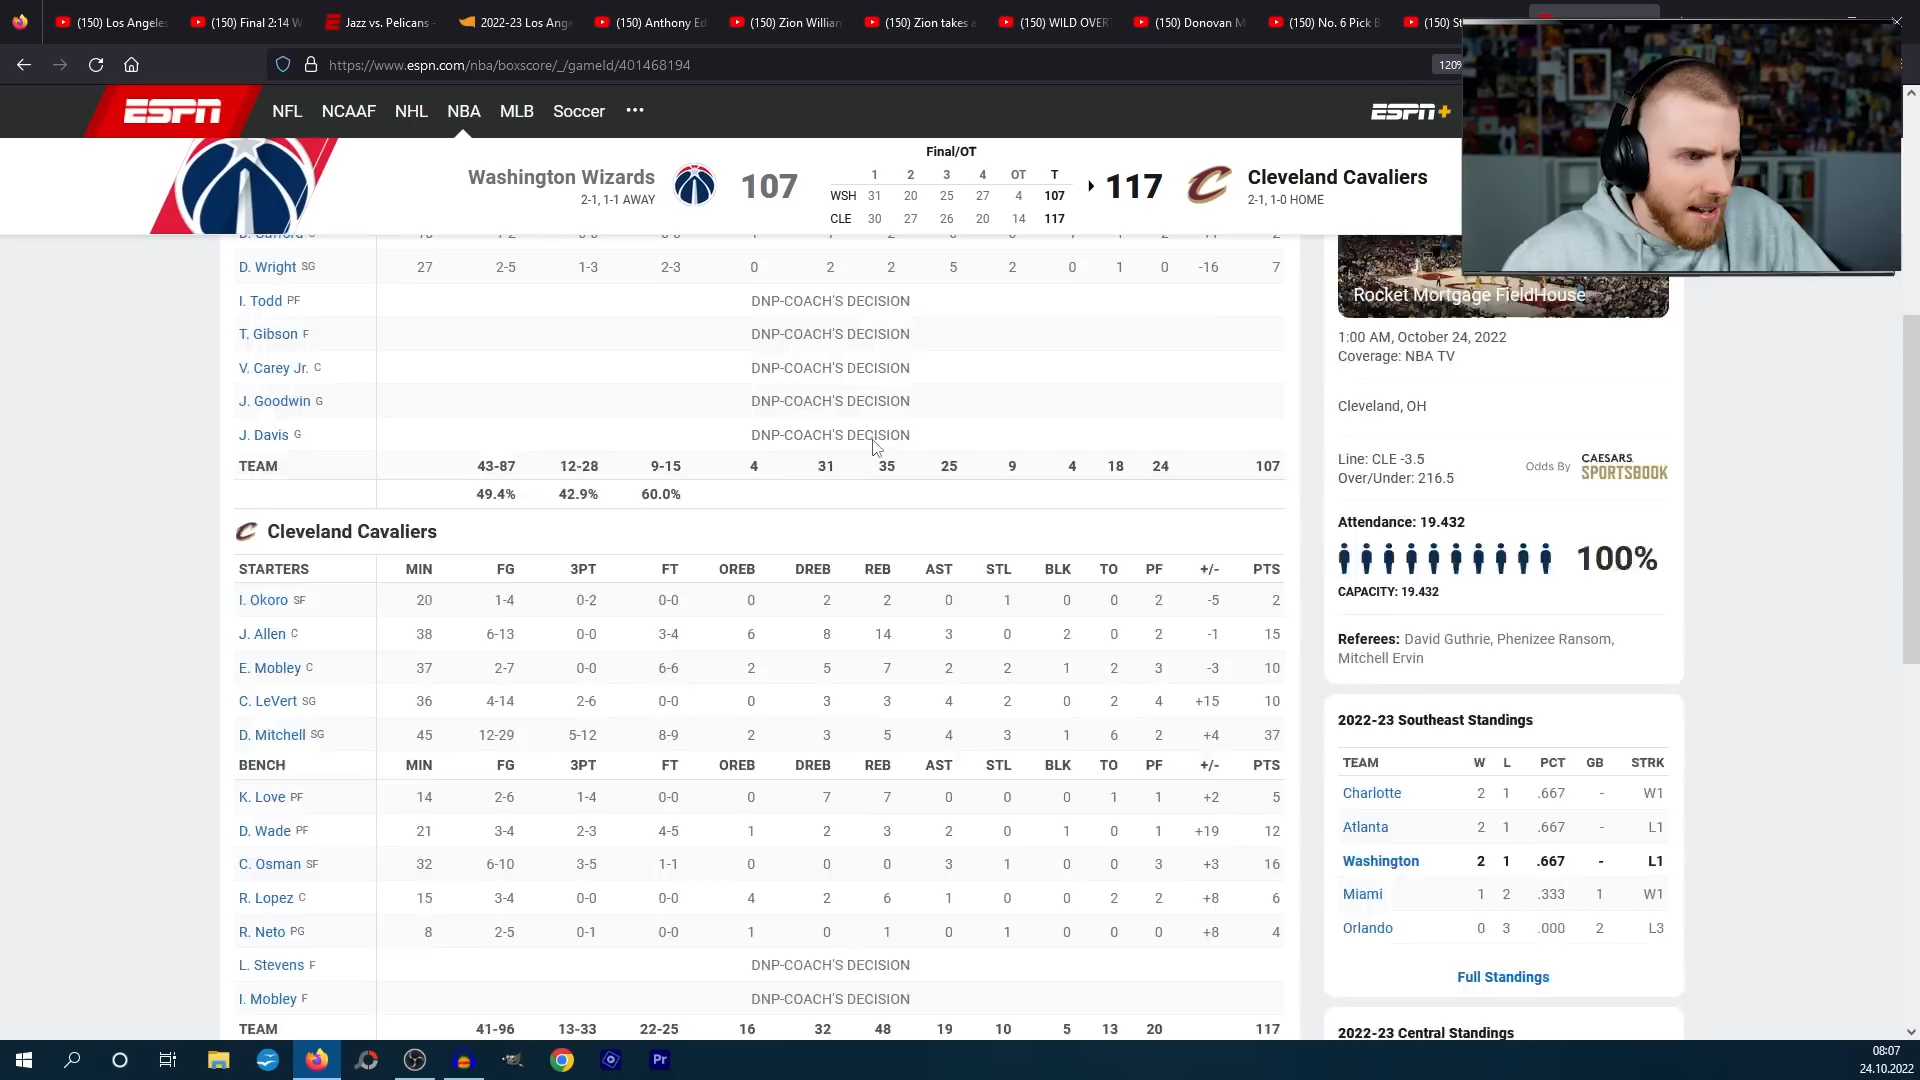 (150) Los Angeles
(150) Final 2:14 W
Jazz vs. Pelicans -
2022-23 Los Ang
(150) Anthony Ed
(150) Zion William
(150) Zion takes a
(150) WILD OVER
(150) Donovan M
(150) No. 6 Pick B
(150) St
https://www.espn.com/nba/boxscore/_/gameId/401468194
120%
ESPN NFL NCAAF NHL NBA MLB Soccer ••• ESPN+
Final/OT
Washington Wizards 107 117 Cleveland Cavaliers
2-1, 1-1 AWAY 2-1, 1-0 HOME
1 2 3 4 OT T
WSH 31 20 25 27 4 107
CLE 30 27 26 20 14 117
D. Wright SG 27 2-5 1-3 2-3 0 2 2 5 2 0 1 0 -16 7
I. Todd PF DNP-COACH'S DECISION
T. Gibson F DNP-COACH'S DECISION
V. Carey Jr. C DNP-COACH'S DECISION
J. Goodwin G DNP-COACH'S DECISION
J. Davis G DNP-COACH'S DECISION
TEAM 43-87 12-28 9-15 4 31 35 25 9 4 18 24 107
49.4% 42.9% 60.0%
Cleveland Cavaliers
STARTERS MIN FG 3PT FT OREB DREB REB AST STL BLK TO PF +/- PTS
I. Okoro SF 20 1-4 0-2 0-0 0 2 2 0 1 0 0 2 -5 2
J. Allen C 38 6-13 0-0 3-4 6 8 14 3 0 2 0 2 -1 15
E. Mobley C 37 2-7 0-0 6-6 2 5 7 2 2 1 2 3 -3 10
C. LeVert SG 36 4-14 2-6 0-0 0 3 3 4 2 0 2 4 +15 10
D. Mitchell SG 45 12-29 5-12 8-9 2 3 5 4 3 1 6 2 +4 37
BENCH MIN FG 3PT FT OREB DREB REB AST STL BLK TO PF +/- PTS
K. Love PF 14 2-6 1-4 0-0 0 7 7 0 0 0 1 1 +2 5
D. Wade PF 21 3-4 2-3 4-5 1 2 3 2 0 1 0 1 +19 12
C. Osman SF 32 6-10 3-5 1-1 0 0 0 3 1 0 0 3 +3 16
R. Lopez C 15 3-4 0-0 0-0 4 2 6 1 0 0 2 2 +8 6
R. Neto PG 8 2-5 0-1 0-0 1 0 1 0 1 0 0 0 +8 4
L. Stevens F DNP-COACH'S DECISION
I. Mobley F DNP-COACH'S DECISION
TEAM 41-96 13-33 22-25 16 32 48 19 10 5 13 20 117
Rocket Mortgage FieldHouse
1:00 AM, October 24, 2022
Coverage: NBA TV
Cleveland, OH
Line: CLE -3.5
Over/Under: 216.5
Odds By CAESARS SPORTSBOOK
Attendance: 19.432
100%
CAPACITY: 19.432
Referees: David Guthrie, Phenizee Ransom,
Mitchell Ervin
2022-23 Southeast Standings
TEAM W L PCT GB STRK
Charlotte 2 1 .667 - W1
Atlanta 2 1 .667 - L1
Washington 2 1 .667 - L1
Miami 1 2 .333 1 W1
Orlando 0 3 .000 2 L3
Full Standings
2022-23 Central Standings
Pr
08:07
24.10.2022